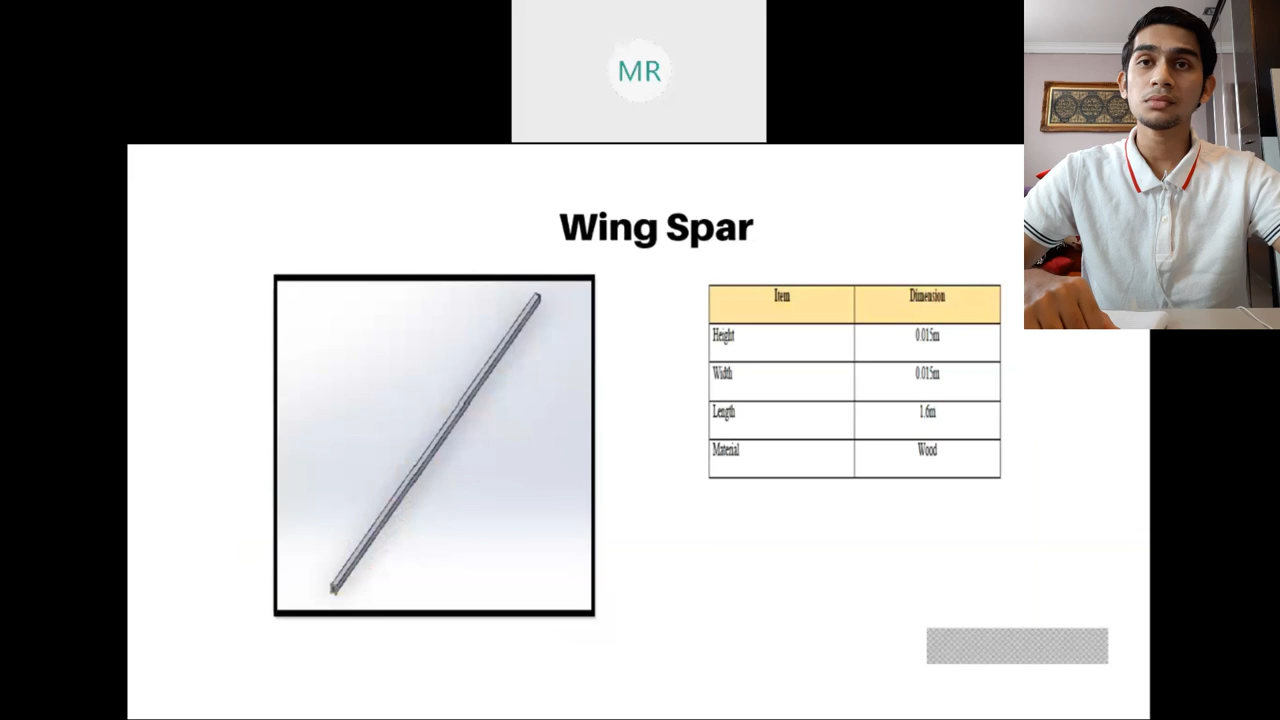 MR
Wing Spar
Item Dimension
Height 0.015m
Width 0.015m
Length 1.6m
Material Wood